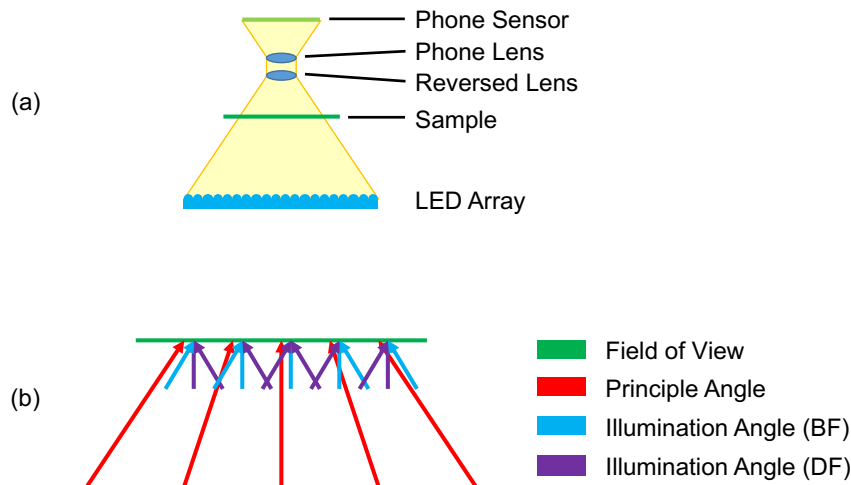 Phone Sensor
Phone Lens
Reversed Lens
(a)
Sample
LED Array
Field of View
Principle Angle
(b)
Illumination Angle (BF)
Illumination Angle (DF)